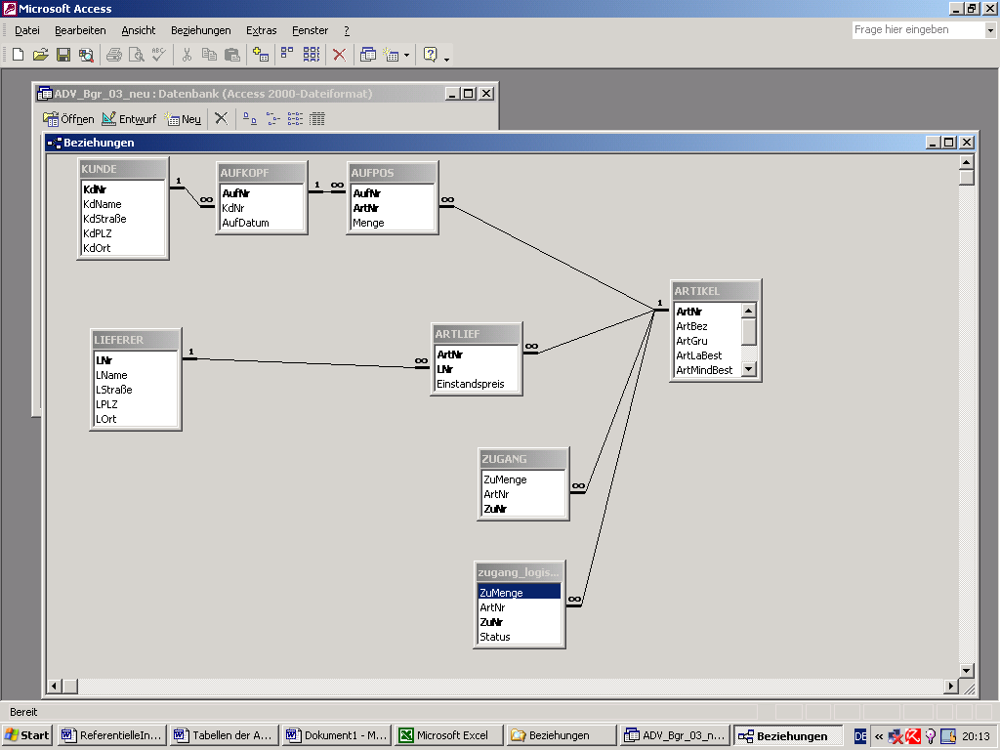 Microsoft Access
Datei Bearbeiten Ansicht Beziehungen Extras Fenster ?
Frage hier eingeben
ADV_Bgr_03_neu : Datenbank (Access 2000-Dateiformat)
Öffnen Entwurf Neu
Beziehungen
KUNDE
KdNr
KdName
KdStraße
KdPLZ
KdOrt
1
∞
AUFKOPF
AufNr
KdNr
AufDatum
1
∞
AUFPOS
AufNr
ArtNr
Menge
∞
1
ARTIKEL
ArtNr
ArtBez
ArtGru
ArtLaBest
ArtMindBest
LIEFERER
LNr
LName
LStraße
LPLZ
LOrt
1
∞
ARTLIEF
ArtNr
LNr
Einstandspreis
∞
ZUGANG
ZuMenge
ArtNr
ZuNr
∞
zugang_logis...
ZuMenge
ArtNr
ZuNr
Status
∞
Bereit
Start ReferentielleIn... Tabellen der A... Dokument1 - M... Microsoft Excel Beziehungen ADV_Bgr_03_n... Beziehungen DE « 20:13